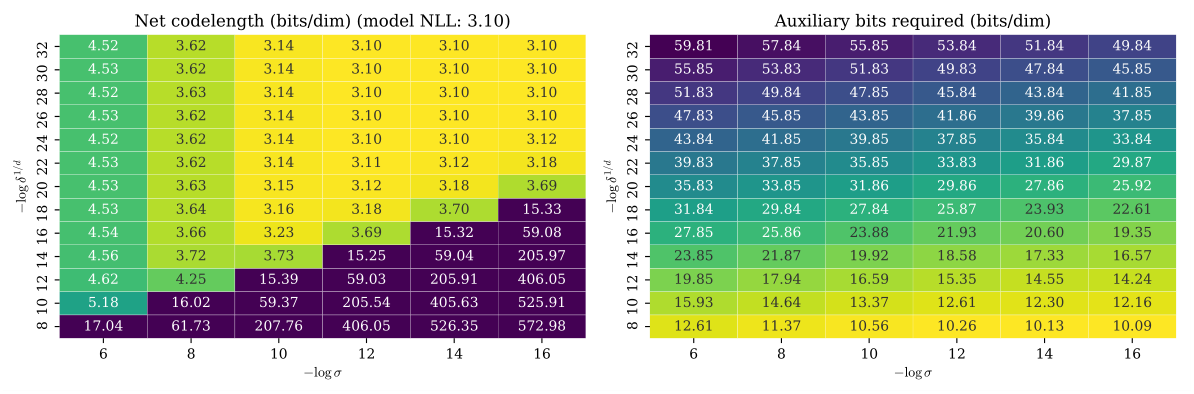 Net codelength (bits/dim) (model NLL: 3.10)
32 4.52 3.62 3.14 3.10 3.10 3.10
30 4.53 3.62 3.14 3.10 3.10 3.10
28 4.52 3.63 3.14 3.10 3.10 3.10
26 4.53 3.62 3.14 3.10 3.10 3.10
24 4.52 3.62 3.14 3.10 3.10 3.12
22 4.53 3.62 3.14 3.11 3.12 3.18
20 4.53 3.63 3.15 3.12 3.18 3.69
18 4.53 3.64 3.16 3.18 3.70 15.33
16 4.54 3.66 3.23 3.69 15.32 59.08
14 4.56 3.72 3.73 15.25 59.04 205.97
12 4.62 4.25 15.39 59.03 205.91 406.05
10 5.18 16.02 59.37 205.54 405.63 525.91
8 17.04 61.73 207.76 406.05 526.35 572.98
6 8 10 12 14 16
−log σ
−log δ^{1/d}
Auxiliary bits required (bits/dim)
32 59.81 57.84 55.85 53.84 51.84 49.84
30 55.85 53.83 51.83 49.83 47.84 45.85
28 51.83 49.84 47.85 45.84 43.84 41.85
26 47.83 45.85 43.85 41.86 39.86 37.85
24 43.84 41.85 39.85 37.85 35.84 33.84
22 39.83 37.85 35.85 33.83 31.86 29.87
20 35.83 33.85 31.86 29.86 27.86 25.92
18 31.84 29.84 27.84 25.87 23.93 22.61
16 27.85 25.86 23.88 21.93 20.60 19.35
14 23.85 21.87 19.92 18.58 17.33 16.57
12 19.85 17.94 16.59 15.35 14.55 14.24
10 15.93 14.64 13.37 12.61 12.30 12.16
8 12.61 11.37 10.56 10.26 10.13 10.09
6 8 10 12 14 16
−log σ
−log δ^{1/d}